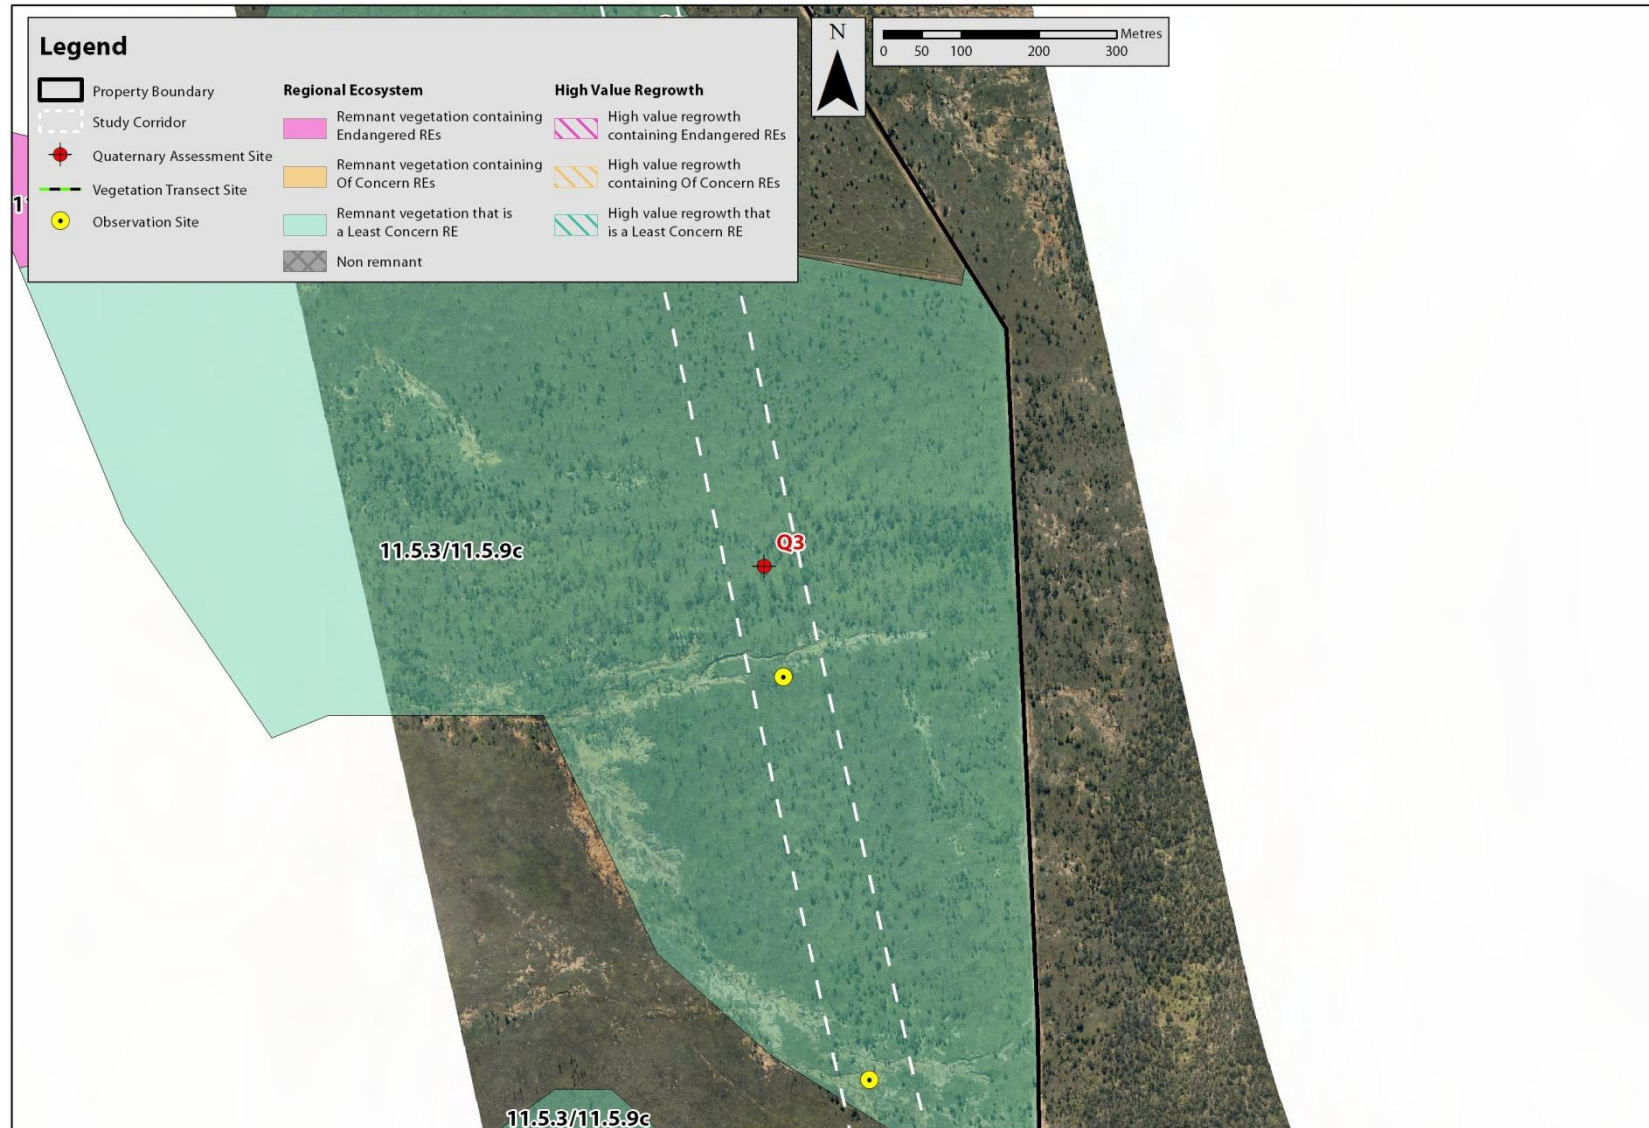 Legend
Property Boundary
Study Corridor
Quaternary Assessment Site
Vegetation Transect Site
Observation Site
Regional Ecosystem
Remnant vegetation containing
Endangered REs
Remnant vegetation containing
Of Concern REs
Remnant vegetation that is
a Least Concern RE
Non remnant
High Value Regrowth
High value regrowth
containing Endangered REs
High value regrowth
containing Of Concern REs
High value regrowth that
is a Least Concern RE
N
Metres
0 50 100 200 300
11.5.3/11.5.9c
Q3
11.5.3/11.5.9c